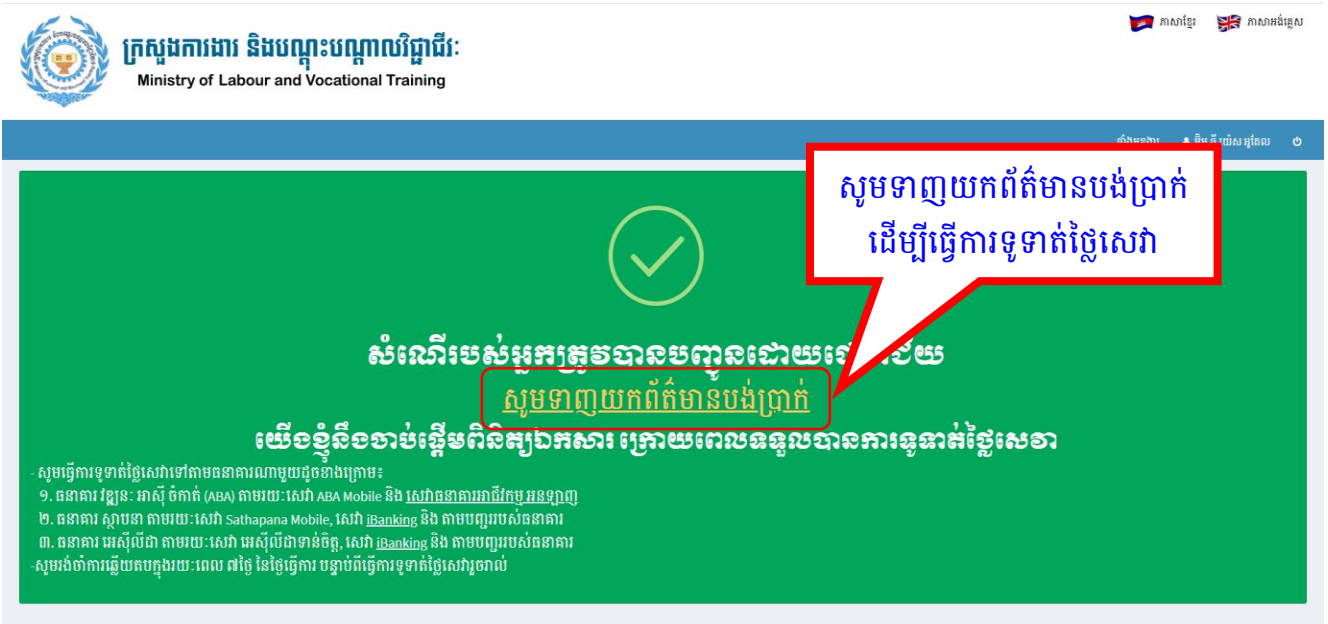 ភាសាខ្មែរ ភាសាអង់គ្លេស
ក្រសួងការងារ និងបណ្តុះបណ្តាលវិជ្ជាជីវៈ
Ministry of Labour and Vocational Training
សូមទាញយកព័ត៌មានបង់ប្រាក់
ដើម្បីធ្វើការទូទាត់ថ្លៃសេវា
សំណើរបស់អ្នកត្រូវបានបញ្ជូនដោយ
សូមទាញយកព័ត៌មានបង់ប្រាក់
យើងខ្ញុំនឹងចាប់ផ្តើមពិនិត្យឯកសារ ក្រោយពេលទទួលបានការទូទាត់ថ្លៃសេវា
- សូមធ្វើការទូទាត់ថ្លៃសេវាទៅតាមធនាគារណាមួយដូចខាងក្រោម៖
១. ធនាគារ វឌ្ឍនៈ អាស៊ី ចំកាត់ (ABA) តាមរយៈសេវា ABA Mobile និង សេវាធនាគារអាជីវកម្ម អនឡាញ
២. ធនាគារ ស្ថាបនា តាមរយៈសេវា Sathapana Mobile, សេវា iBanking និង តាមបញ្ជររបស់ធនាគារ
៣. ធនាគារ អេស៊ីលីដា តាមរយៈសេវា អេស៊ីលីដាទាន់ចិត្ត, សេវា iBanking និង តាមបញ្ជររបស់ធនាគារ
-សូមរង់ចាំការឆ្លើយតបក្នុងរយៈពេល ៧ថ្ងៃ នៃថ្ងៃធ្វើការ បន្ទាប់ពីធ្វើការទូទាត់ថ្លៃសេវារួចរាល់